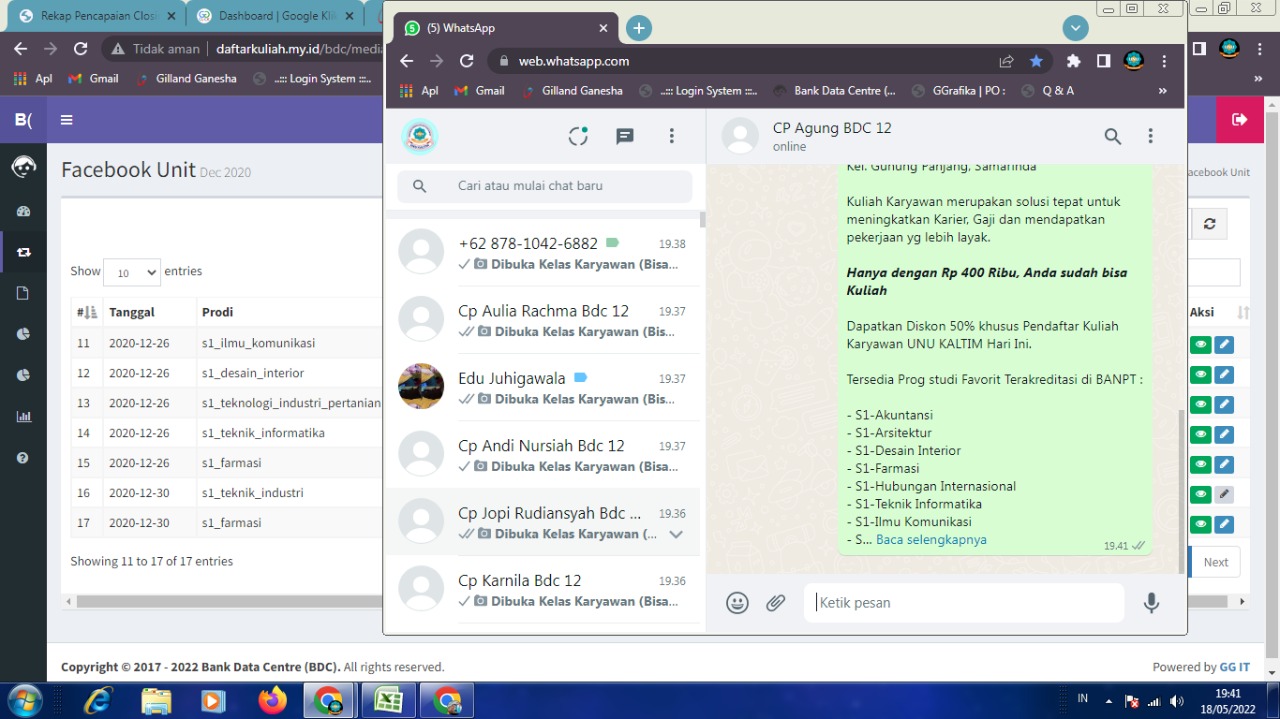 Rekap Pencapaian Closi
Dashboard | Google Kli
Tidak aman
daftarkuliah.my.id/bdc/media
Apl
Gmail
Gilland Ganesha
..::: Login System :::..
»
B(
Facebook Unit Dec 2020
acebook Unit
Show 10 entries
# Tanggal Prodi Aksi
11 2020-12-26 s1_ilmu_komunikasi
12 2020-12-26 s1_desain_interior
13 2020-12-26 s1_teknologi_industri_pertanian
14 2020-12-26 s1_teknik_informatika
15 2020-12-26 s1_farmasi
16 2020-12-30 s1_teknik_industri
17 2020-12-30 s1_farmasi
Showing 11 to 17 of 17 entries
Next
Copyright © 2017 - 2022 Bank Data Centre (BDC). All rights reserved.
Powered by GG IT
(5) WhatsApp
web.whatsapp.com
Apl
Gmail
Gilland Ganesha
..::: Login System :::..
Bank Data Centre (...
GGrafika | PO :
Q & A
»
Cari atau mulai chat baru
+62 878-1042-6882 19.38
Dibuka Kelas Karyawan (Bisa...
Cp Aulia Rachma Bdc 12 19.37
Dibuka Kelas Karyawan (Bis...
Edu Juhigawala 19.37
Dibuka Kelas Karyawan (Bis...
Cp Andi Nursiah Bdc 12 19.37
Dibuka Kelas Karyawan (Bisa...
Cp Jopi Rudiansyah Bdc ... 19.36
Dibuka Kelas Karyawan (...
Cp Karnila Bdc 12 19.36
Dibuka Kelas Karyawan (Bisa...
CP Agung BDC 12
online
Kel. Gunung Panjang, Samarinda
Kuliah Karyawan merupakan solusi tepat untuk
meningkatkan Karier, Gaji dan mendapatkan
pekerjaan yg lebih layak.
Hanya dengan Rp 400 Ribu, Anda sudah bisa
Kuliah
Dapatkan Diskon 50% khusus Pendaftar Kuliah
Karyawan UNU KALTIM Hari Ini.
Tersedia Prog studi Favorit Terakreditasi di BANPT :
- S1-Akuntansi
- S1-Arsitektur
- S1-Desain Interior
- S1-Farmasi
- S1-Hubungan Internasional
- S1-Teknik Informatika
- S1-Ilmu Komunikasi
- S... Baca selengkapnya
19.41
Ketik pesan
IN
19:41
18/05/2022